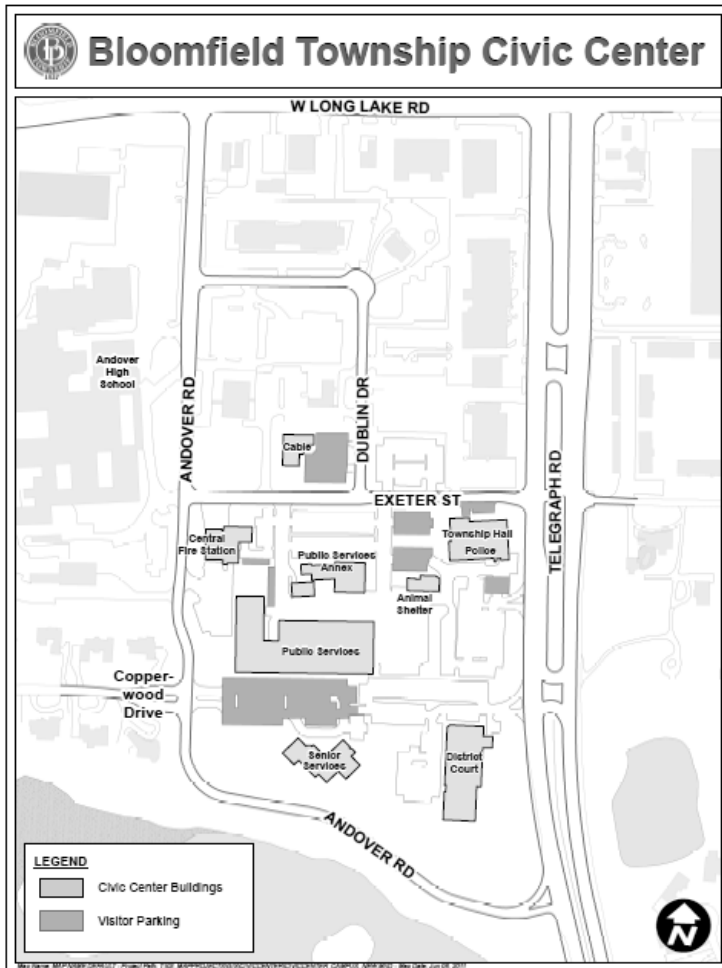 Bloomfield Township Civic Center
W LONG LAKE RD
Andover
High
School
ANDOVER RD
DUBLIN DR
Cable
EXETER ST
TELEGRAPH RD
Central
Fire Station
Public Services
Annex
Township Hall
Police
Animal
Shelter
Public Services
Copper-
wood
Drive
Senior
Services
District
Court
ANDOVER RD
LEGEND
Civic Center Buildings
Visitor Parking
N